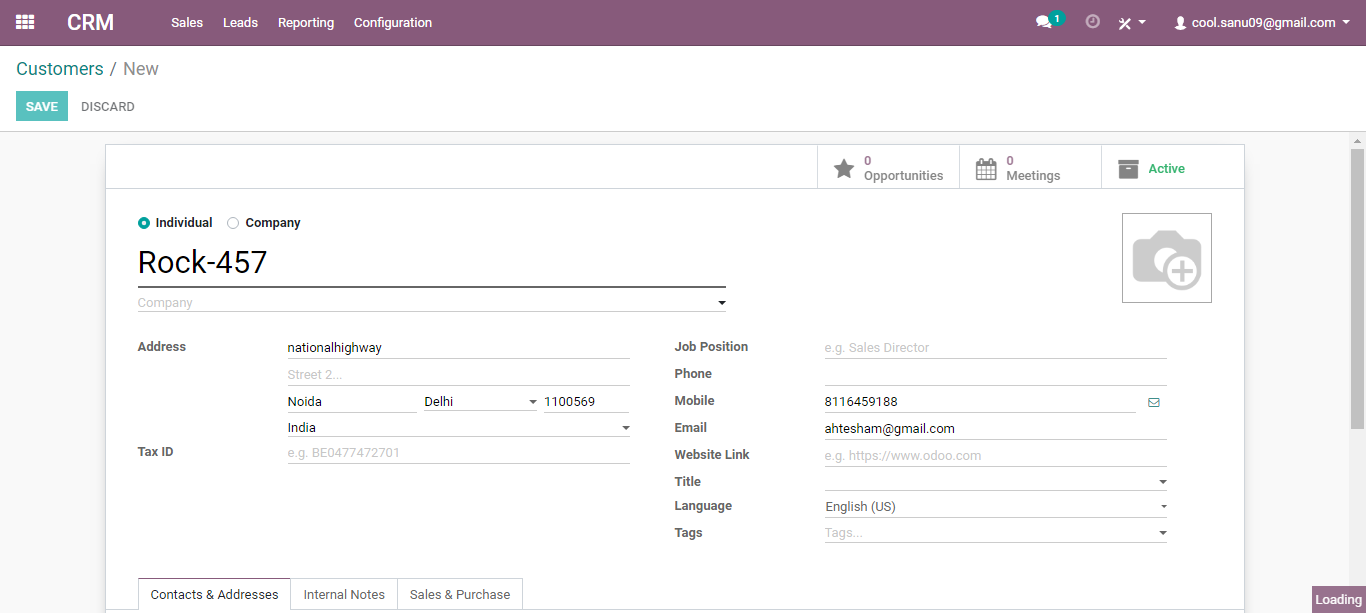 CRM Sales Leads Reporting Configuration 1 cool.sanu09@gmail.com
Customers / New
SAVE DISCARD
0 Opportunities 0 Meetings Active
Individual Company
Rock-457
Company
Address nationalhighway Job Position e.g. Sales Director
Street 2... Phone
Noida Delhi 1100569 Mobile 8116459188
India Email ahtesham@gmail.com
Tax ID e.g. BE0477472701 Website Link e.g. https://www.odoo.com
Title
Language English (US)
Tags Tags...
Contacts & Addresses Internal Notes Sales & Purchase
Loading